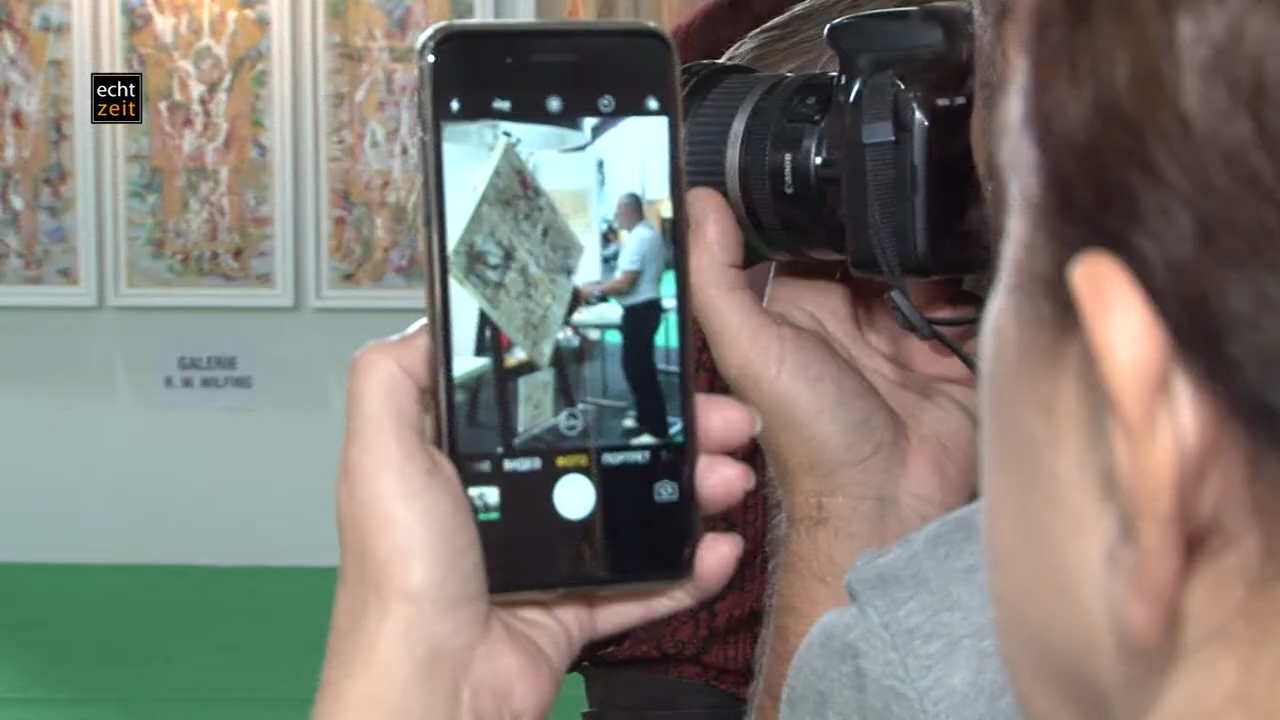 echt
zeit
GALERIE
R. W. WILFING
Canon
ВИДЕО ФОТО ПОРТРЕТ